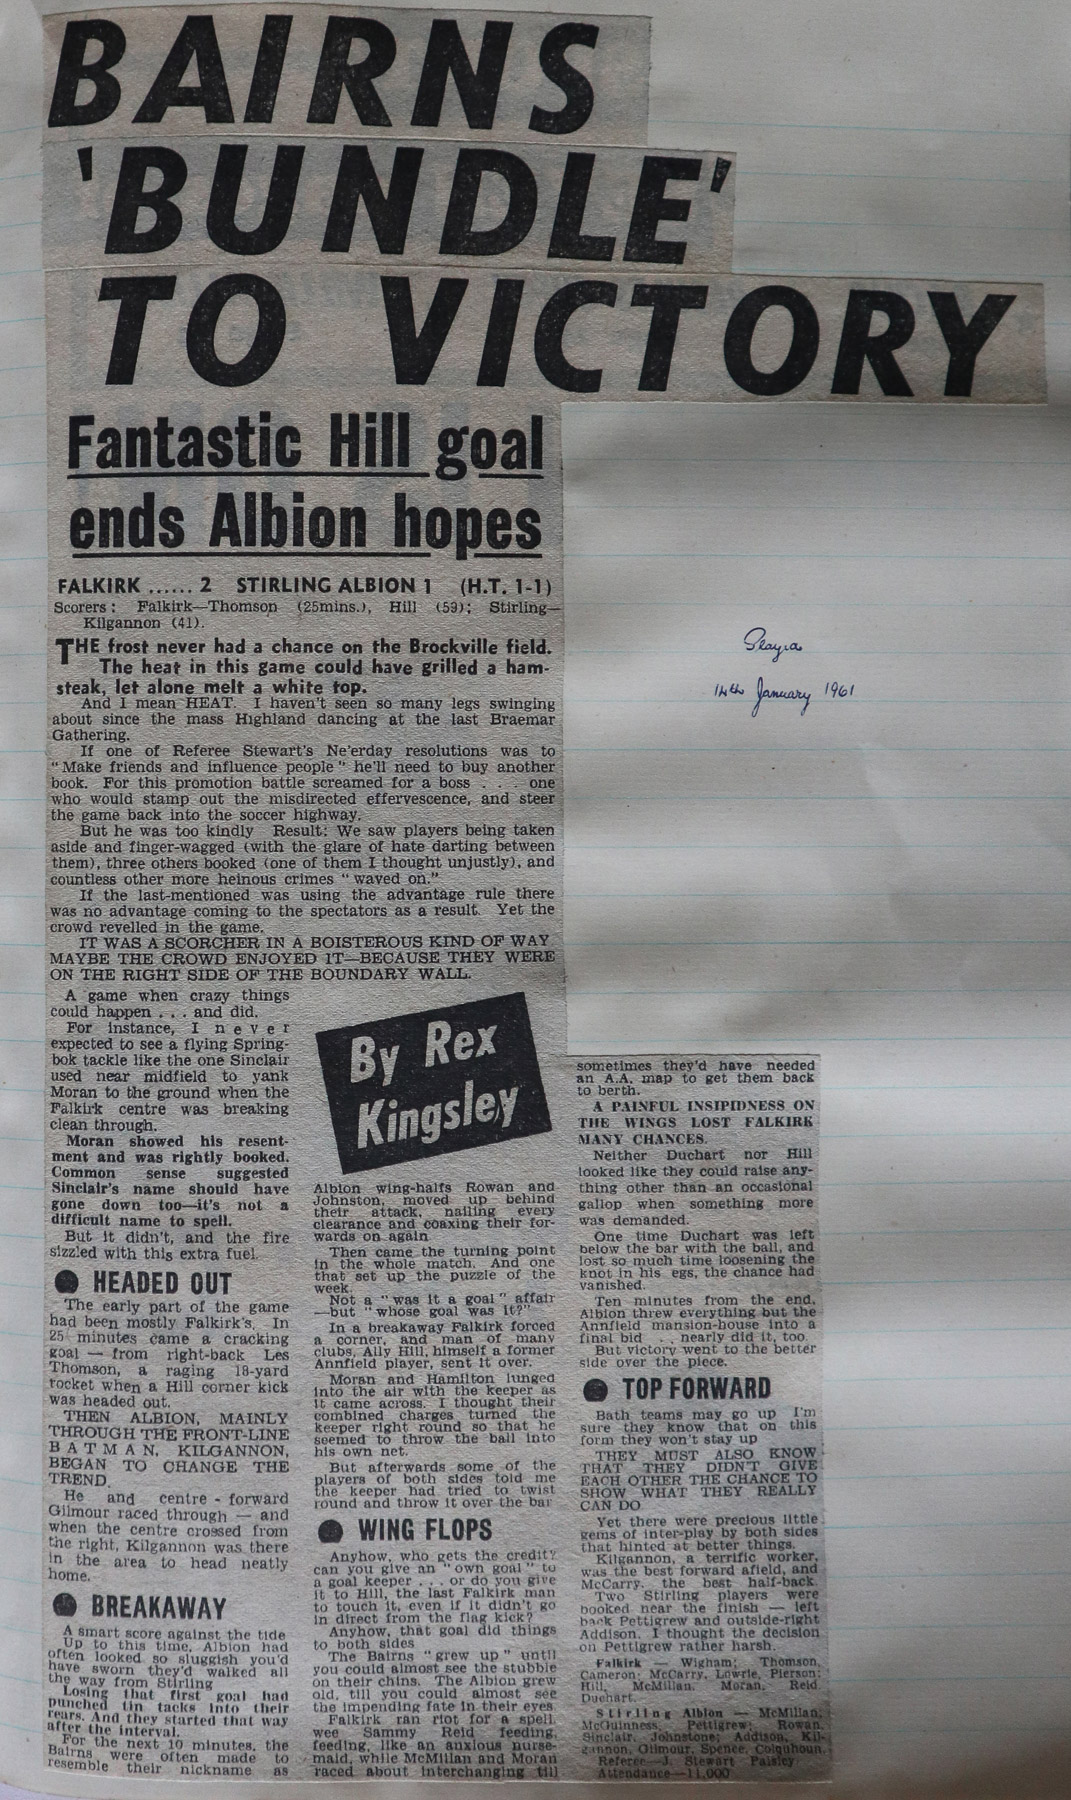 BAIRNS
'BUNDLE'
TO VICTORY
Fantastic Hill goal
ends Albion hopes
FALKIRK ...... 2 STIRLING ALBION 1 (H.T. 1-1)
Scorers: Falkirk—Thomson (25mins.), Hill (59); Stirling—
Kilgannon (41).
THE frost never had a chance on the Brockville field.
The heat in this game could have grilled a ham-
steak, let alone melt a white top.
And I mean HEAT. I haven't seen so many legs swinging
about since the mass Highland dancing at the last Braemar
Gathering.
If one of Referee Stewart's Ne'erday resolutions was to
"Make friends and influence people" he'll need to buy another
book. For this promotion battle screamed for a boss . . . one
who would stamp out the misdirected effervescence, and steer
the game back into the soccer highway.
But he was too kindly Result: We saw players being taken
aside and finger-wagged (with the glare of hate darting between
them), three others booked (one of them I thought unjustly), and
countless other more heinous crimes "waved on."
If the last-mentioned was using the advantage rule there
was no advantage coming to the spectators as a result. Yet the
crowd revelled in the game.
IT WAS A SCORCHER IN A BOISTEROUS KIND OF WAY
MAYBE THE CROWD ENJOYED IT—BECAUSE THEY WERE
ON THE RIGHT SIDE OF THE BOUNDARY WALL.
A game when crazy things
could happen . . . and did.
For instance, I never
expected to see a flying Spring-
bok tackle like the one Sinclair
used near midfield to yank
Moran to the ground when the
Falkirk centre was breaking
clean through.
Moran showed his resent-
ment and was rightly booked.
Common sense suggested
Sinclair's name should have
gone down too—it's not a
difficult name to spell.
But it didn't, and the fire
sizzled with this extra fuel.
● HEADED OUT
The early part of the game
had been mostly Falkirk's. In
25 minutes came a cracking
goal — from right-back Les
Thomson, a raging 18-yard
rocket when a Hill corner kick
was headed out.
THEN ALBION, MAINLY
THROUGH THE FRONT-LINE
BATMAN, KILGANNON,
BEGAN TO CHANGE THE
TREND.
He and centre-forward
Gilmour raced through — and
when the centre crossed from
the right, Kilgannon was there
in the area to head neatly
home.
● BREAKAWAY
A smart score against the tide
Up to this time, Albion had
often looked so sluggish you'd
have sworn they'd walked all
the way from Stirling
Losing that first goal had
punched tin tacks into their
rears. And they started that way
after the interval.
For the next 10 minutes, the
Bairns were often made to
resemble their nickname as
By Rex
Kingsley
Albion wing-halfs Rowan and
Johnston, moved up behind
their attack, nailing every
clearance and coaxing their for-
wards on again
Then came the turning point
in the whole match. And one
that set up the puzzle of the
week.
Not a "was it a goal" affair
—but "whose goal was it?"
In a breakaway Falkirk forced
a corner, and man of many
clubs, Ally Hill, himself a former
Annfield player, sent it over.
Moran and Hamilton lunged
into the air with the keeper as
it came across. I thought their
combined charges turned the
keeper right round so that he
seemed to throw the ball into
his own net.
But afterwards some of the
players of both sides told me
the keeper had tried to twist
round and throw it over the bar
● WING FLOPS
Anyhow, who gets the credit?
can you give an "own goal" to
a goal keeper . . . or do you give
it to Hill, the last Falkirk man
to touch it, even if it didn't go
in direct from the flag kick?
Anyhow, that goal did things
to both sides
The Bairns "grew up" until
you could almost see the stubble
on their chins. The Albion grew
old, till you could almost see
the impending fate in their eyes.
Falkirk ran riot for a spell,
wee Sammy Reid feeding,
feeding, like an anxious nurse-
maid, while McMillan and Moran
raced about interchanging till
sometimes they'd have needed
an A.A. map to get them back
to berth.
A PAINFUL INSIPIDNESS ON
THE WINGS LOST FALKIRK
MANY CHANCES.
Neither Duchart nor Hill
looked like they could raise any-
thing other than an occasional
gallop when something more
was demanded.
One time Duchart was left
below the bar with the ball, and
lost so much time loosening the
knot in his egs, the chance had
vanished.
Ten minutes from the end,
Albion threw everything but the
Annfield mansion-house into a
final bid . . nearly did it, too.
But victory went to the better
side over the piece.
● TOP FORWARD
Bath teams may go up I'm
sure they know that on this
form they won't stay up
THEY MUST ALSO KNOW
THAT THEY DIDN'T GIVE
EACH OTHER THE CHANCE TO
SHOW WHAT THEY REALLY
CAN DO
Yet there were precious little
gems of inter-play by both sides
that hinted at better things.
Kilgannon, a terrific worker,
was the best forward afield, and
McCarry, the best half-back.
Two Stirling players were
booked near the finish — left
back Pettigrew and outside-right
Addison. I thought the decision
on Pettigrew rather harsh.
Falkirk — Wigham; Thomson,
Cameron; McCarry, Lowrie, Pierson;
Hill, McMillan, Moran, Reid,
Duchart.
Stirling Albion — McMillan;
McGuinness, Pettigrew; Rowan,
Sinclair, Johnstone; Addison, Kil-
gannon, Gilmour, Spence, Colquhoun.
Referee—J. Stewart Paisley
Attendance—11,000
Played
14th January 1961